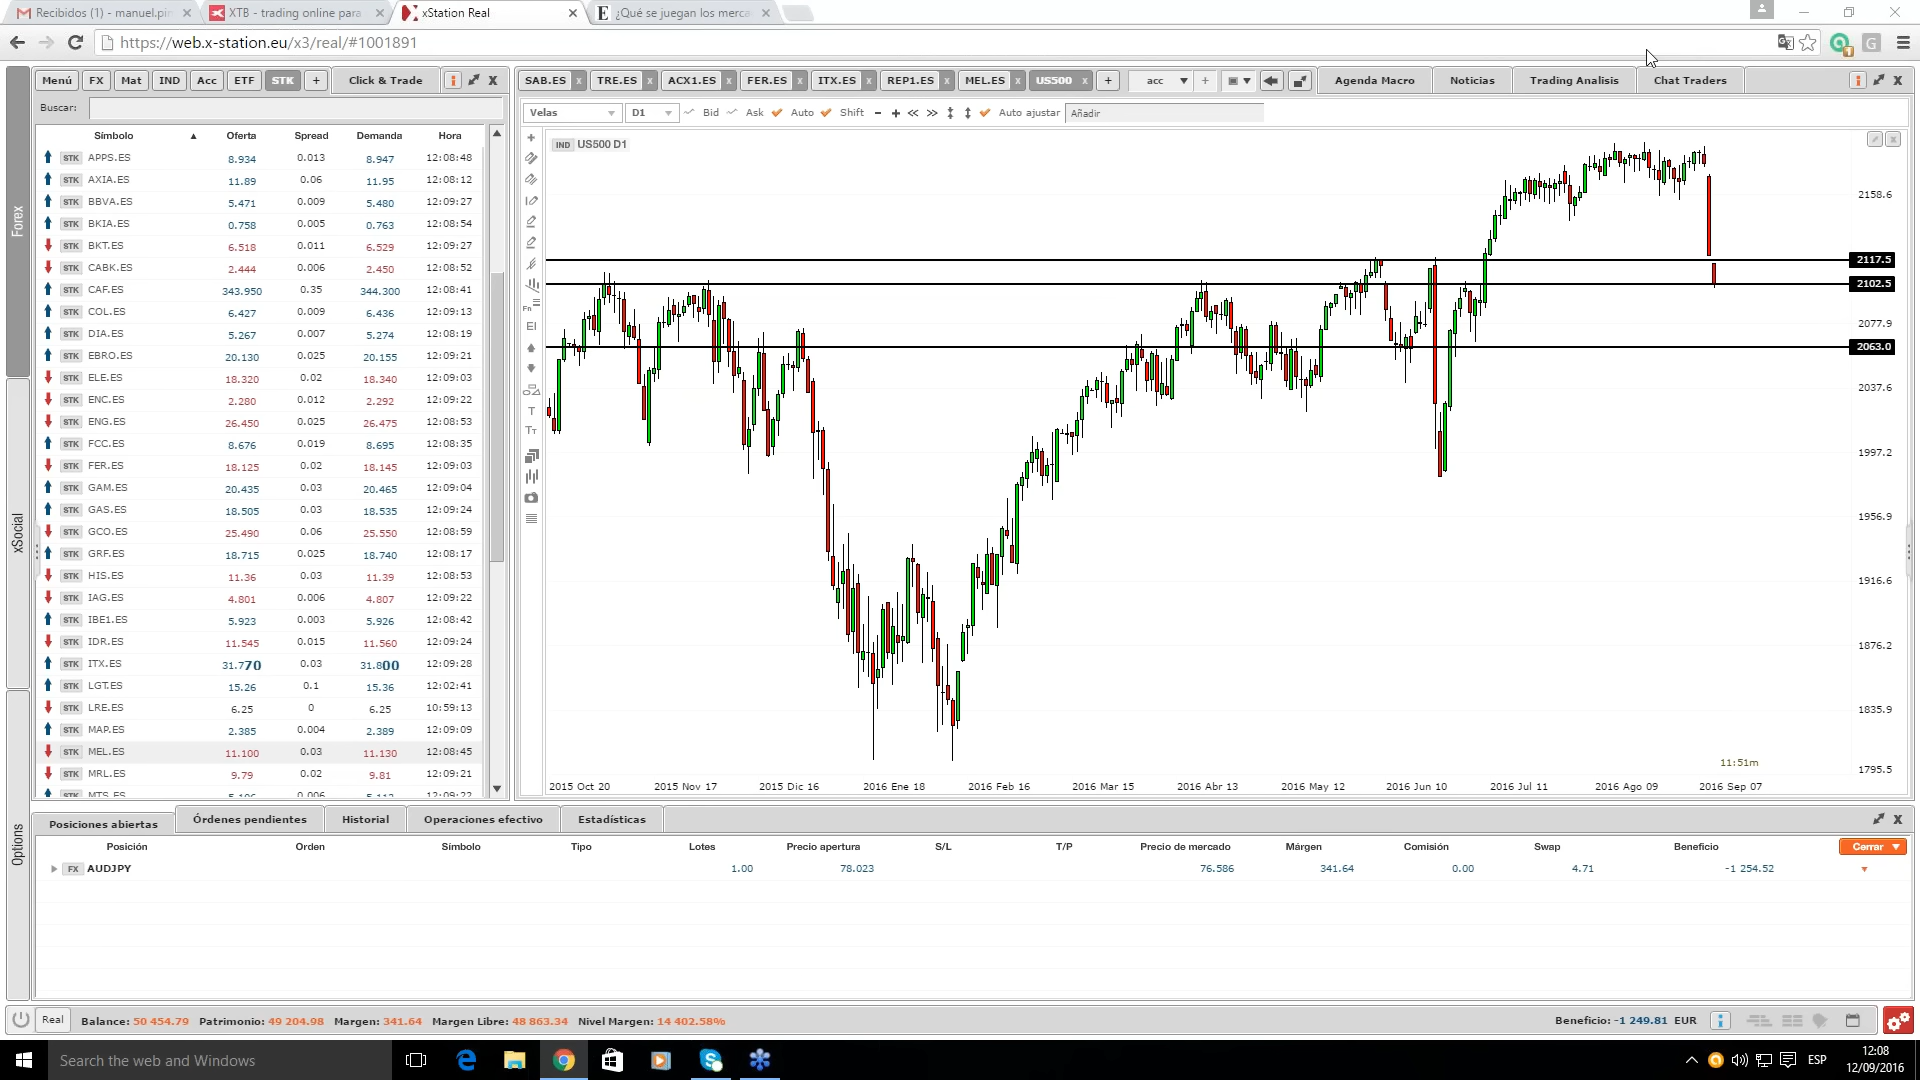 Recibidos (1) - manuel.pin
XTB - trading online para
xStation Real
¿Qué se juegan los merca
https://web.x-station.eu/x3/real/#1001891
Menú FX Mat IND Acc ETF STK + Click & Trade
SAB.ES TRE.ES ACX1.ES FER.ES ITX.ES REP1.ES MEL.ES US500 + acc
Agenda Macro Noticias Trading Analisis Chat Traders
Buscar:
Velas D1 Bid Ask Auto Shift Auto ajustar Añadir
Forex
xSocial
Options
Símbolo Oferta Spread Demanda Hora
STK APPS.ES 8.934 0.013 8.947 12:08:48
STK AXIA.ES 11.89 0.06 11.95 12:08:12
STK BBVA.ES 5.471 0.009 5.480 12:09:27
STK BKIA.ES 0.758 0.005 0.763 12:08:54
STK BKT.ES 6.518 0.011 6.529 12:09:27
STK CABK.ES 2.444 0.006 2.450 12:08:52
STK CAF.ES 343.950 0.35 344.300 12:08:41
STK COL.ES 6.427 0.009 6.436 12:09:13
STK DIA.ES 5.267 0.007 5.274 12:08:19
STK EBRO.ES 20.130 0.025 20.155 12:09:21
STK ELE.ES 18.320 0.02 18.340 12:09:03
STK ENC.ES 2.280 0.012 2.292 12:09:22
STK ENG.ES 26.450 0.025 26.475 12:08:53
STK FCC.ES 8.676 0.019 8.695 12:08:35
STK FER.ES 18.125 0.02 18.145 12:09:03
STK GAM.ES 20.435 0.03 20.465 12:09:04
STK GAS.ES 18.505 0.03 18.535 12:09:24
STK GCO.ES 25.490 0.06 25.550 12:08:59
STK GRF.ES 18.715 0.025 18.740 12:08:17
STK HIS.ES 11.36 0.03 11.39 12:08:53
STK IAG.ES 4.801 0.006 4.807 12:09:22
STK IBE1.ES 5.923 0.003 5.926 12:08:42
STK IDR.ES 11.545 0.015 11.560 12:09:24
STK ITX.ES 31.770 0.03 31.800 12:09:28
STK LGT.ES 15.26 0.1 15.36 12:02:41
STK LRE.ES 6.25 0 6.25 10:59:13
STK MAP.ES 2.385 0.004 2.389 12:09:09
STK MEL.ES 11.100 0.03 11.130 12:08:45
STK MRL.ES 9.79 0.02 9.81 12:09:21
IND US500 D1
2158.6
2117.5
2102.5
2077.9
2063.0
2037.6
1997.2
1956.9
1916.6
1876.2
1835.9
1795.5
11:51m
2015 Oct 20 2015 Nov 17 2015 Dic 16 2016 Ene 18 2016 Feb 16 2016 Mar 15 2016 Abr 13 2016 May 12 2016 Jun 10 2016 Jul 11 2016 Ago 09 2016 Sep 07
Posiciones abiertas Órdenes pendientes Historial Operaciones efectivo Estadísticas
Posición Orden Símbolo Tipo Lotes Precio apertura S/L T/P Precio de mercado Márgen Comisión Swap Beneficio Cerrar
FX AUDJPY 1.00 78.023 76.586 341.64 0.00 4.71 -1 254.52
Real Balance: 50 454.79 Patrimonio: 49 204.98 Margen: 341.64 Margen Libre: 48 863.34 Nivel Margen: 14 402.58% Beneficio: -1 249.81 EUR
Search the web and Windows
ESP
12:08
12/09/2016